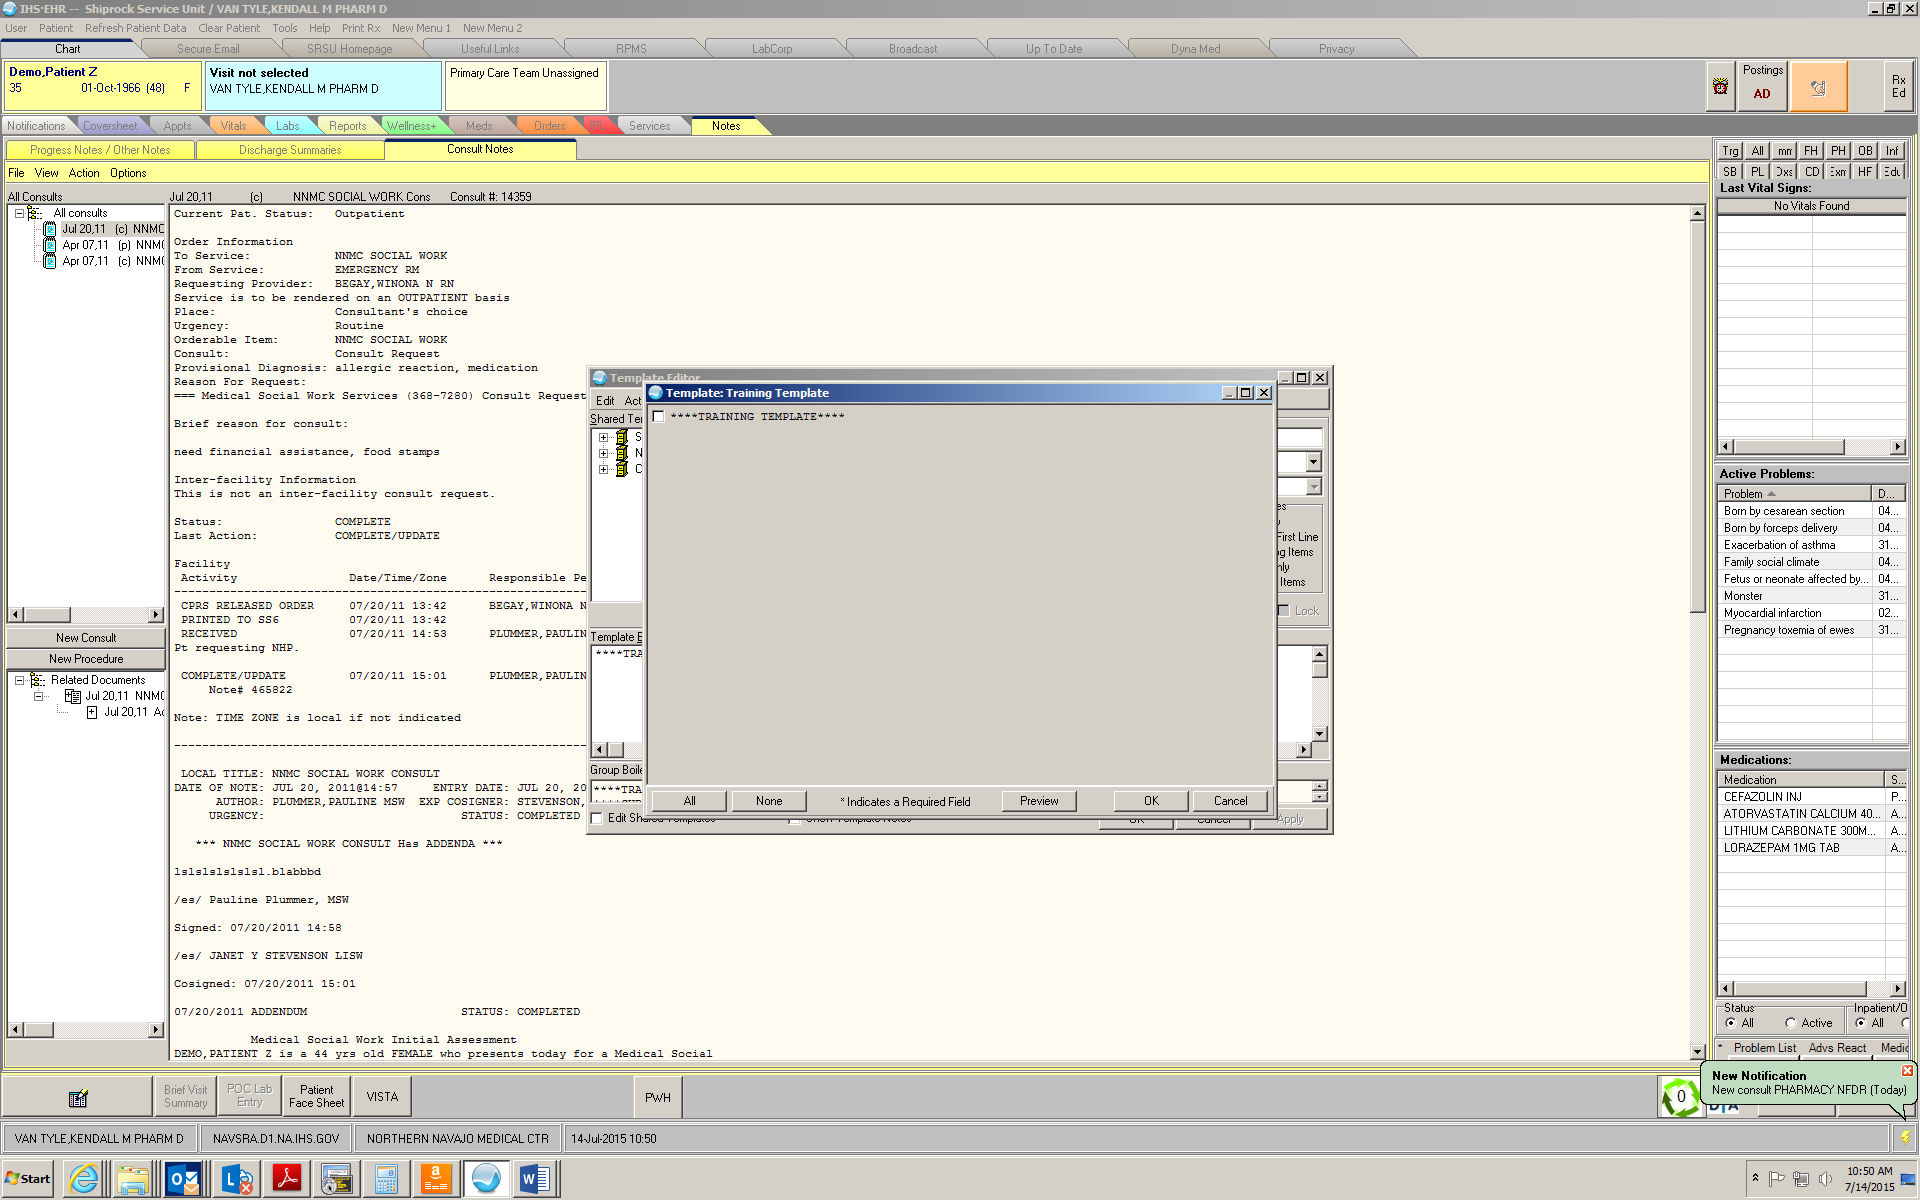 IHS-EHR -- Shiprock Service Unit / VAN TYLE,KENDALL M PHARM D
User Patient Refresh Patient Data Clear Patient Tools Help Print Rx New Menu 1 New Menu 2
Chart Secure Email SRSU Homepage Useful Links RPMS LabCorp Broadcast Up To Date Dyna Med Privacy
Demo,Patient Z
35 01-Oct-1966 (48) F
Visit not selected
VAN TYLE,KENDALL M PHARM D
Primary Care Team Unassigned
Postings
AD
Rx
Ed
Notifications Coversheet Appts Vitals Labs Reports Wellness+ Meds Orders Services Notes
Progress Notes / Other Notes Discharge Summaries Consult Notes
File View Action Options
All Consults
All consults
Jul 20,11 (c) NNMC
Apr 07,11 (p) NNMC
Apr 07,11 (c) NNMC
New Consult
New Procedure
Related Documents
Jul 20,11 NNMC
Jul 20,11 Ad
Jul 20,11 (c) NNMC SOCIAL WORK Cons Consult #: 14359
Current Pat. Status: Outpatient
Order Information
To Service: NNMC SOCIAL WORK
From Service: EMERGENCY RM
Requesting Provider: BEGAY,WINONA N RN
Service is to be rendered on an OUTPATIENT basis
Place: Consultant's choice
Urgency: Routine
Orderable Item: NNMC SOCIAL WORK
Consult: Consult Request
Provisional Diagnosis: allergic reaction, medication
Reason For Request:
=== Medical Social Work Services (368-7280) Consult Request
Brief reason for consult:
need financial assistance, food stamps
Inter-facility Information
This is not an inter-facility consult request.
Status: COMPLETE
Last Action: COMPLETE/UPDATE
Facility
Activity Date/Time/Zone Responsible Pe
CPRS RELEASED ORDER 07/20/11 13:42 BEGAY,WINONA N
PRINTED TO SS6 07/20/11 13:42
RECEIVED 07/20/11 14:53 PLUMMER,PAULIN
Pt requesting NHP.
COMPLETE/UPDATE 07/20/11 15:01 PLUMMER,PAULIN
Note# 465822
Note: TIME ZONE is local if not indicated
LOCAL TITLE: NNMC SOCIAL WORK CONSULT
DATE OF NOTE: JUL 20, 2011@14:57 ENTRY DATE: JUL 20, 20
AUTHOR: PLUMMER,PAULINE MSW EXP COSIGNER: STEVENSON,
URGENCY: STATUS: COMPLETED
*** NNMC SOCIAL WORK CONSULT Has ADDENDA ***
lslslslslslsl.blabbbd
/es/ Pauline Plummer, MSW
Signed: 07/20/2011 14:58
/es/ JANET Y STEVENSON LISW
Cosigned: 07/20/2011 15:01
07/20/2011 ADDENDUM STATUS: COMPLETED
Medical Social Work Initial Assessment
DEMO,PATIENT Z is a 44 yrs old FEMALE who presents today for a Medical Social
Template Editor
Edit Act
Shared Te
S
N
C
First Line
g Items
Items
Lock
Template E
****TRA
Group Boile
****TRA
Edit Shared Templates
OK Cancel Apply
Template: Training Template
****TRAINING TEMPLATE****
All None * Indicates a Required Field Preview OK Cancel
Trg All FH PH OB Inf
SB PL Dxs CD Exm HF Edu
Last Vital Signs:
No Vitals Found
Active Problems:
Problem D...
Born by cesarean section 04...
Born by forceps delivery 04...
Exacerbation of asthma 31...
Family social climate 04...
Fetus or neonate affected by... 04...
Monster 31...
Myocardial infarction 02...
Pregnancy toxemia of ewes 31...
Medications:
Medication S...
CEFAZOLIN INJ P...
ATORVASTATIN CALCIUM 40... A...
LITHIUM CARBONATE 300M... A...
LORAZEPAM 1MG TAB A...
Status Inpatient/O
All Active All
* Problem List Advs React Medic
New Notification
New consult PHARMACY NFDR (Today)
Brief Visit
Summary
POC Lab
Entry
Patient
Face Sheet
VISTA
PWH
0
VAN TYLE,KENDALL M PHARM D NAVSRA.D1.NA.IHS.GOV NORTHERN NAVAJO MEDICAL CTR 14-Jul-2015 10:50
Start
10:50 AM
7/14/2015